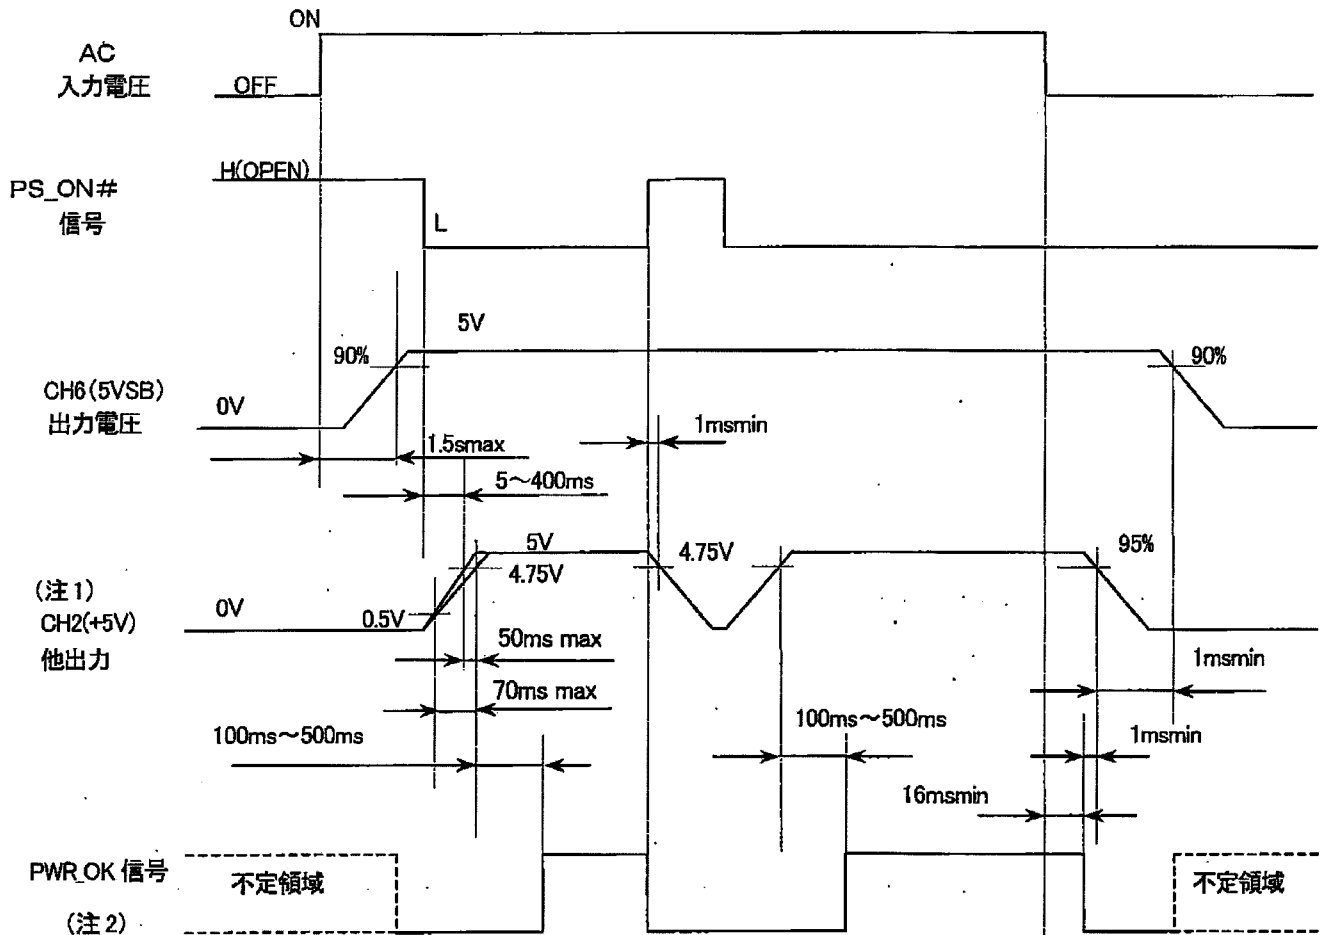 ON
AC
入力電圧
OFF
H(OPEN)
PS_ON#
信号
L
5V
90%
90%
CH6(5VSB)
出力電圧
0V
1msmin
1.5smax
5～400ms
5V
4.75V
4.75V
95%
(注1)
CH2(+5V)
他出力
0V
0.5V
50ms max
1msmin
70ms max
100ms～500ms
100ms～500ms
1msmin
16msmin
PWR_OK 信号
(注2)
不定領域
不定領域